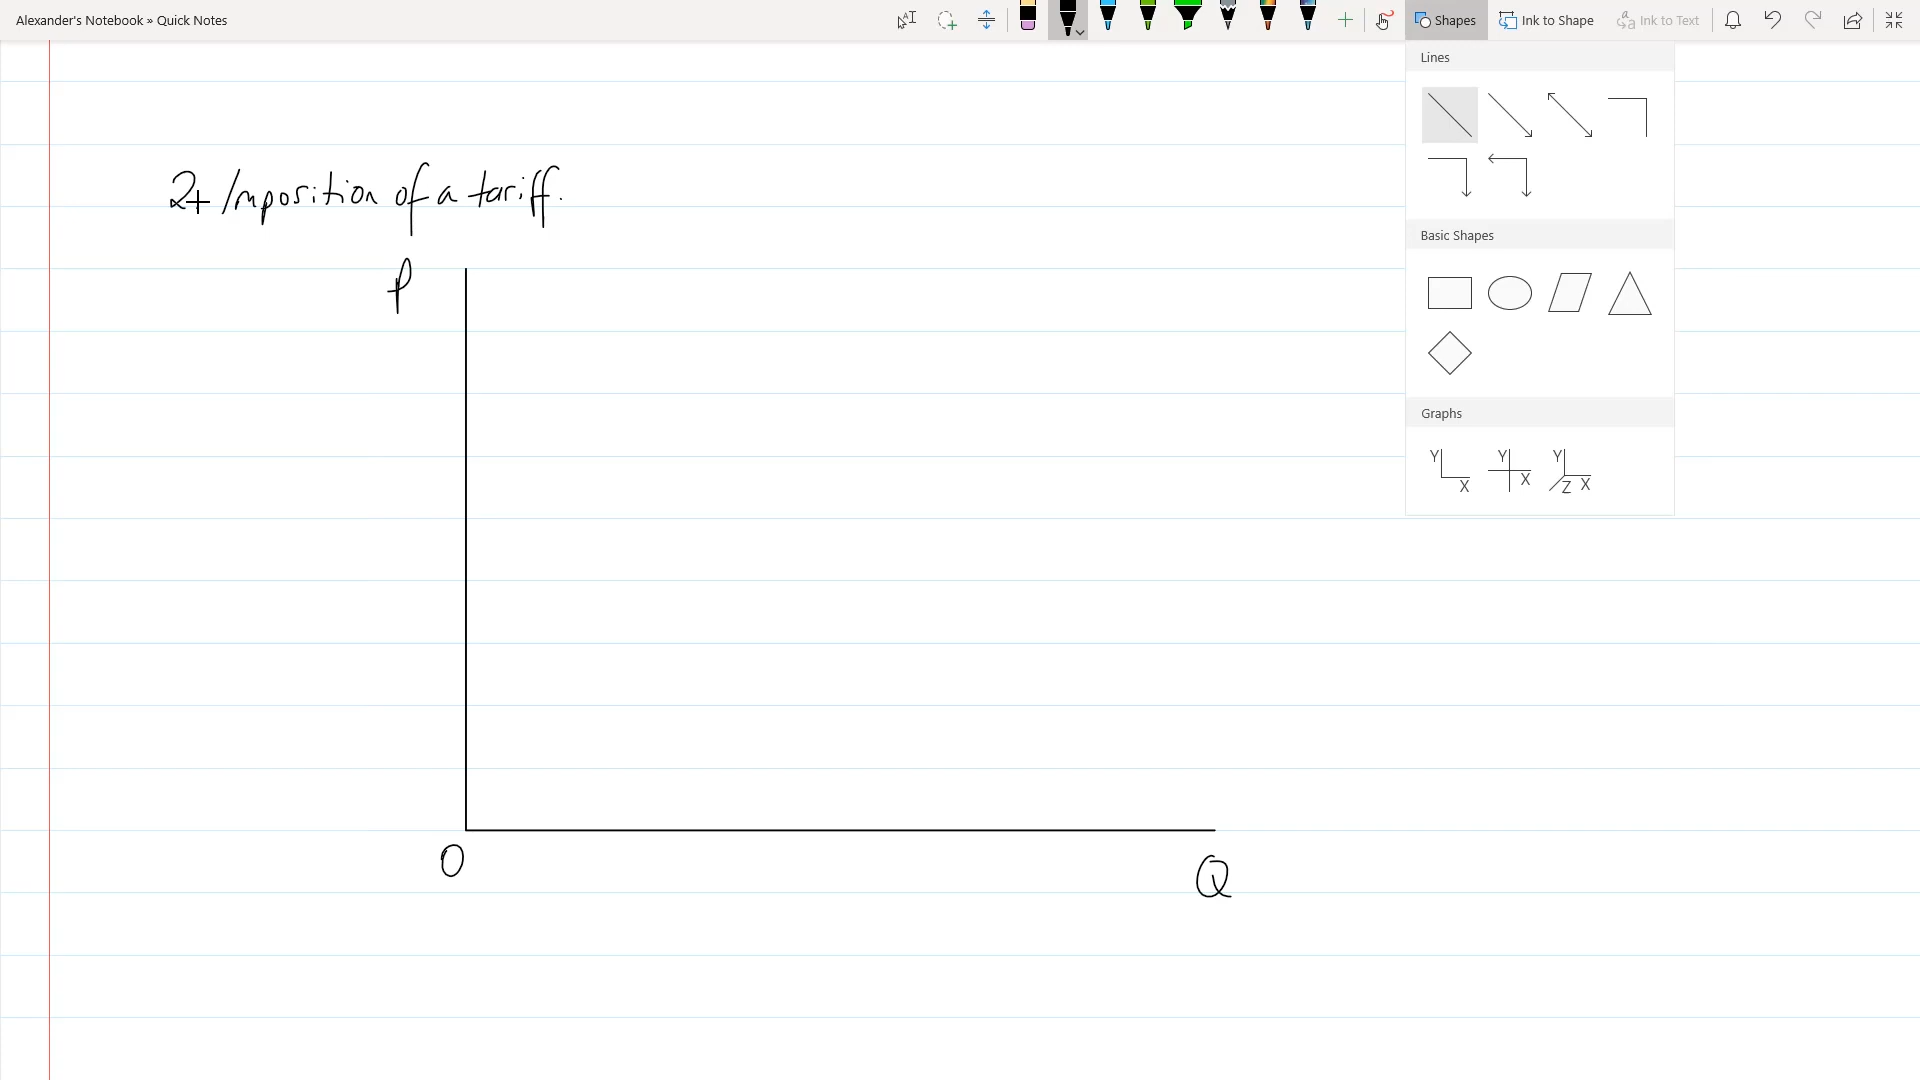 Alexander's Notebook » Quick Notes
Shapes
Ink to Shape
Ink to Text
Lines
2+ Imposition of a tariff.
Basic Shapes
P
Graphs
Y X
Y X
Y Z X
O
Q